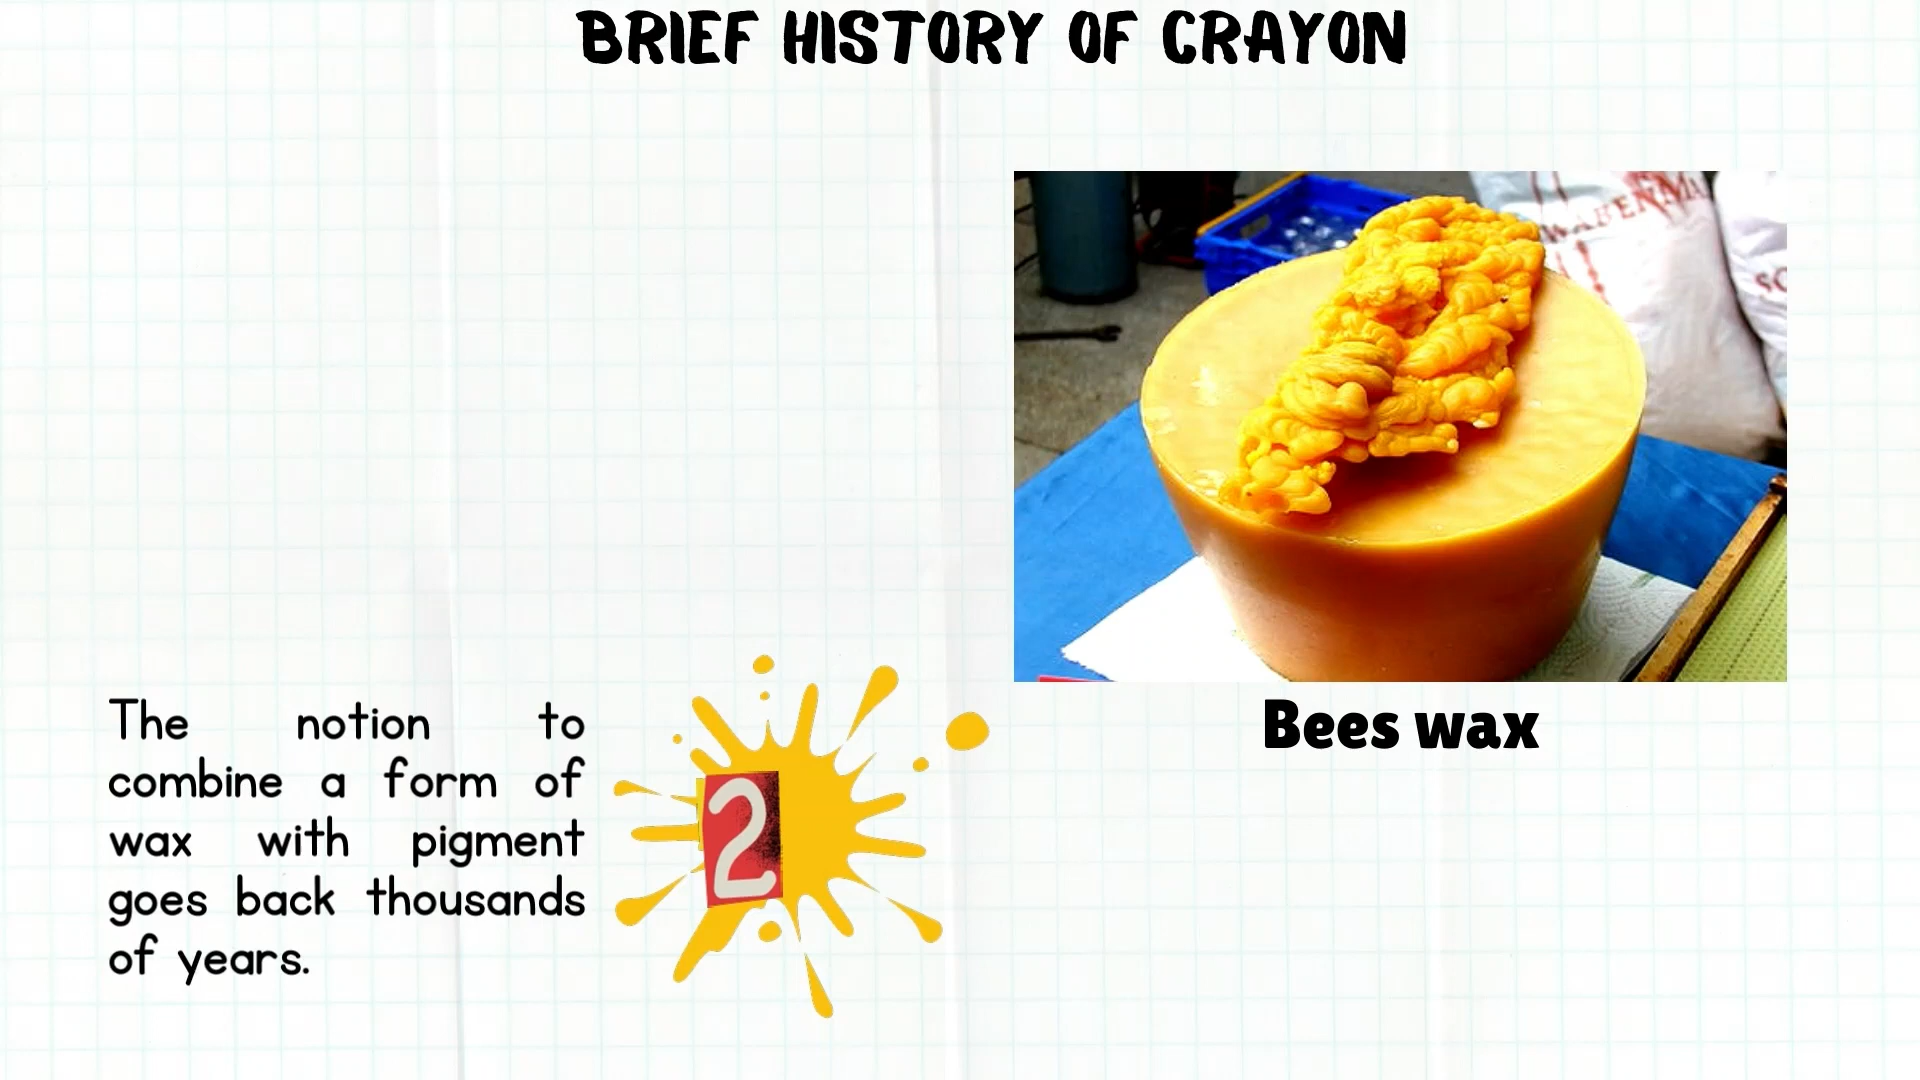 BRIEF HISTORY OF CRAYON
WABEN
The notion to
combine a form of
wax with pigment
goes back thousands
of years.
2
Bees wax